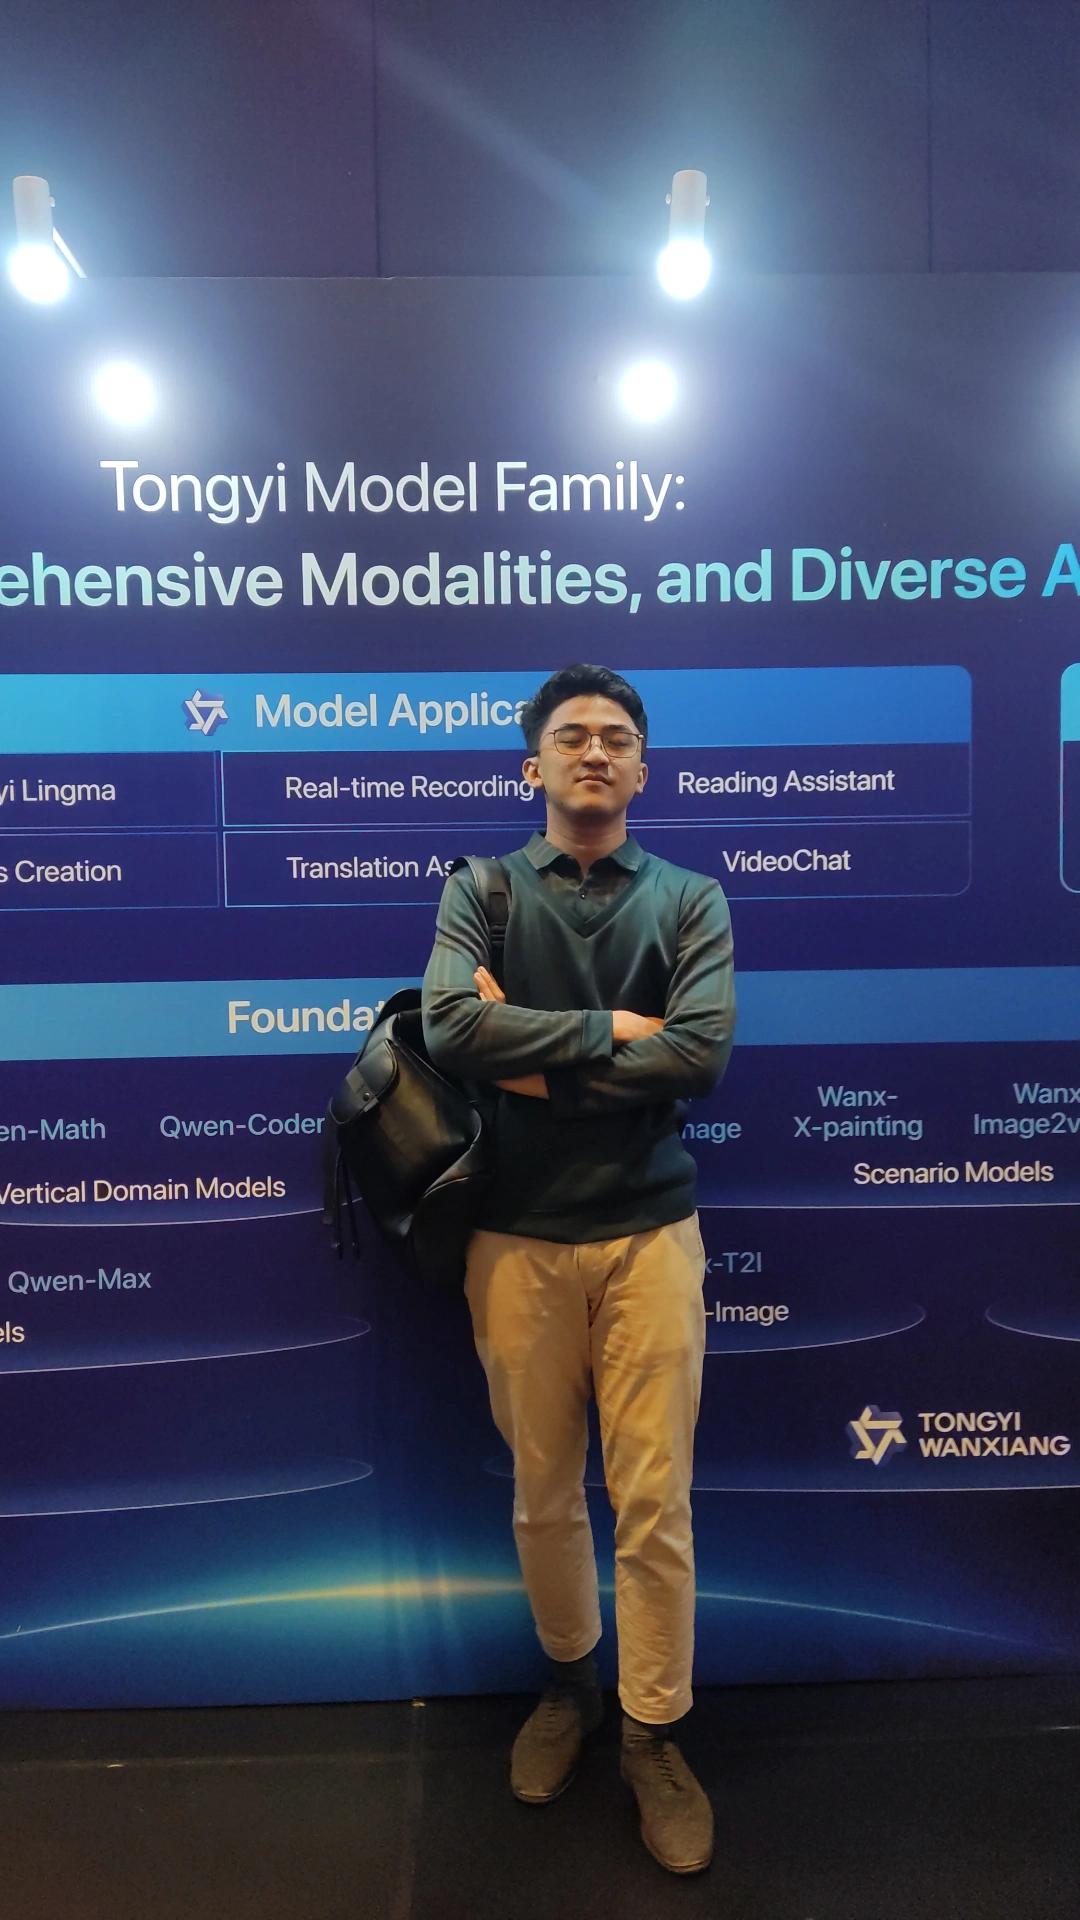 Tongyi Model Family:
ehensive Modalities, and Diverse A
Model Applica
yi Lingma
Real-time Recording
Reading Assistant
s Creation
Translation Ass
VideoChat
Foundat
en-Math
Qwen-Coder
nage
Wanx-
X-painting
Wanx
Image2v
Vertical Domain Models
Scenario Models
Qwen-Max
x-T2I
els
-Image
TONGYI
WANXIANG